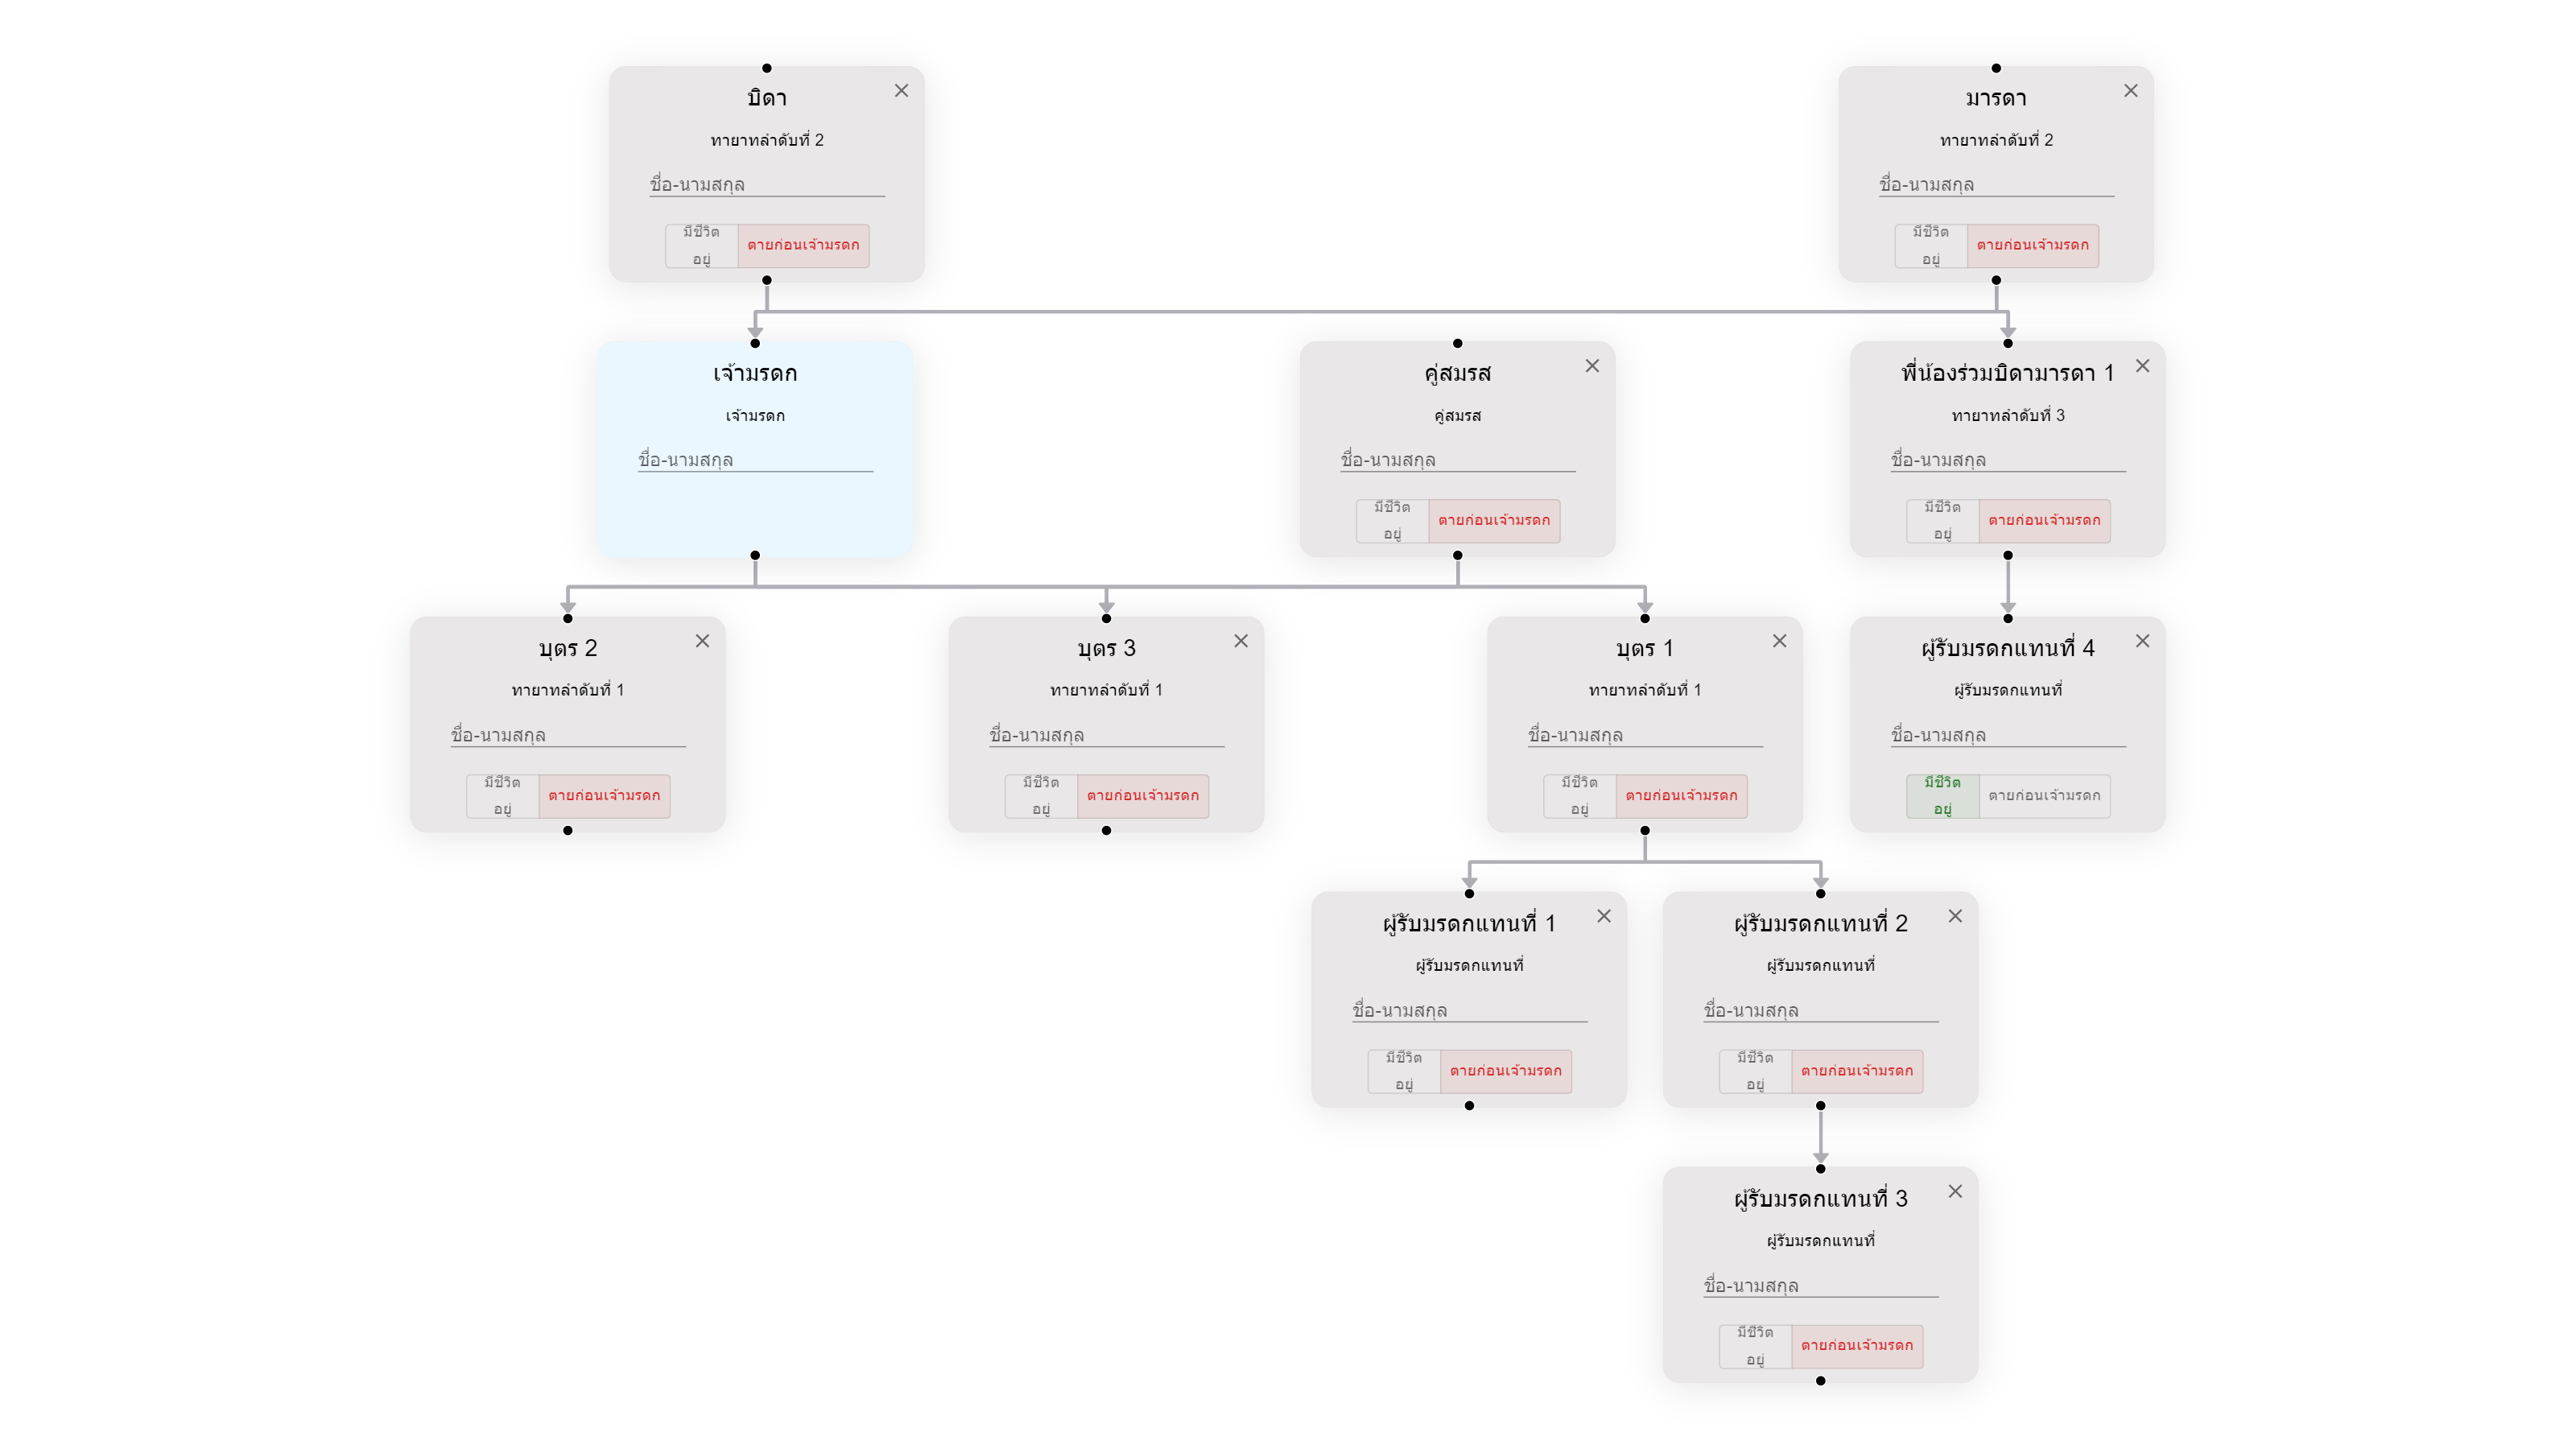 บิดา
ทายาทลำดับที่ 2
ชื่อ-นามสกุล
มีชีวิต
อยู่
ตายก่อนเจ้ามรดก
มารดา
ทายาทลำดับที่ 2
ชื่อ-นามสกุล
มีชีวิต
อยู่
ตายก่อนเจ้ามรดก
เจ้ามรดก
เจ้ามรดก
ชื่อ-นามสกุล
คู่สมรส
คู่สมรส
ชื่อ-นามสกุล
มีชีวิต
อยู่
ตายก่อนเจ้ามรดก
พี่น้องร่วมบิดามารดา 1
ทายาทลำดับที่ 3
ชื่อ-นามสกุล
มีชีวิต
อยู่
ตายก่อนเจ้ามรดก
บุตร 2
ทายาทลำดับที่ 1
ชื่อ-นามสกุล
มีชีวิต
อยู่
ตายก่อนเจ้ามรดก
บุตร 3
ทายาทลำดับที่ 1
ชื่อ-นามสกุล
มีชีวิต
อยู่
ตายก่อนเจ้ามรดก
บุตร 1
ทายาทลำดับที่ 1
ชื่อ-นามสกุล
มีชีวิต
อยู่
ตายก่อนเจ้ามรดก
ผู้รับมรดกแทนที่ 4
ผู้รับมรดกแทนที่
ชื่อ-นามสกุล
มีชีวิต
อยู่
ตายก่อนเจ้ามรดก
ผู้รับมรดกแทนที่ 1
ผู้รับมรดกแทนที่
ชื่อ-นามสกุล
มีชีวิต
อยู่
ตายก่อนเจ้ามรดก
ผู้รับมรดกแทนที่ 2
ผู้รับมรดกแทนที่
ชื่อ-นามสกุล
มีชีวิต
อยู่
ตายก่อนเจ้ามรดก
ผู้รับมรดกแทนที่ 3
ผู้รับมรดกแทนที่
ชื่อ-นามสกุล
มีชีวิต
อยู่
ตายก่อนเจ้ามรดก